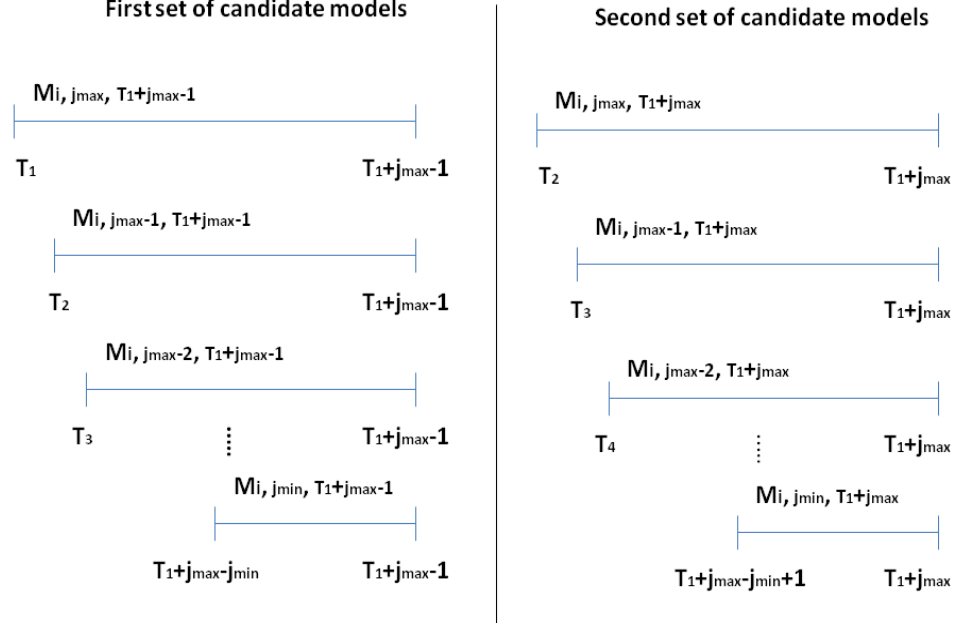 First set of candidate models
Mi, jmax, T1+jmax-1
T1 T1+jmax-1
Mi, jmax-1, T1+jmax-1
T2 T1+jmax-1
Mi, jmax-2, T1+jmax-1
T3 T1+jmax-1
Mi, jmin, T1+jmax-1
T1+jmax-jmin T1+jmax-1
Second set of candidate models
Mi, jmax, T1+jmax
T2 T1+jmax
Mi, jmax-1, T1+jmax
T3 T1+jmax
Mi, jmax-2, T1+jmax
T4 T1+jmax
Mi, jmin, T1+jmax
T1+jmax-jmin+1 T1+jmax